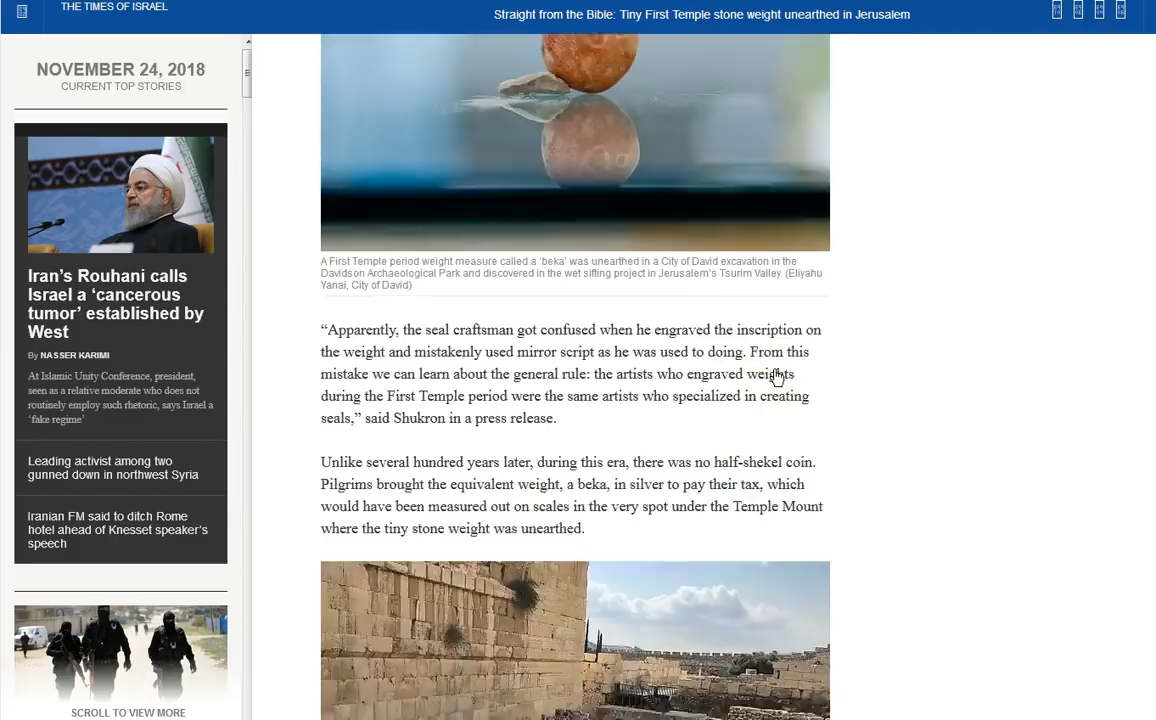 THE TIMES OF ISRAEL
Straight from the Bible: Tiny First Temple stone weight unearthed in Jerusalem
NOVEMBER 24, 2018
CURRENT TOP STORIES
Iran’s Rouhani calls
Israel a ‘cancerous
tumor’ established by
West
By NASSER KARIMI
At Islamic Unity Conference, president,
seen as a relative moderate who does not
routinely employ such rhetoric, says Israel a
‘fake regime’
Leading activist among two
gunned down in northwest Syria
Iranian FM said to ditch Rome
hotel ahead of Knesset speaker’s
speech
SCROLL TO VIEW MORE
A First Temple period weight measure called a ‘beka’ was unearthed in a City of David excavation in the
Davidson Archaeological Park and discovered in the wet sifting project in Jerusalem’s Tsurim Valley. (Eliyahu
Yanai, City of David)
“Apparently, the seal craftsman got confused when he engraved the inscription on
the weight and mistakenly used mirror script as he was used to doing. From this
mistake we can learn about the general rule: the artists who engraved weights
during the First Temple period were the same artists who specialized in creating
seals,” said Shukron in a press release.
Unlike several hundred years later, during this era, there was no half-shekel coin.
Pilgrims brought the equivalent weight, a beka, in silver to pay their tax, which
would have been measured out on scales in the very spot under the Temple Mount
where the tiny stone weight was unearthed.